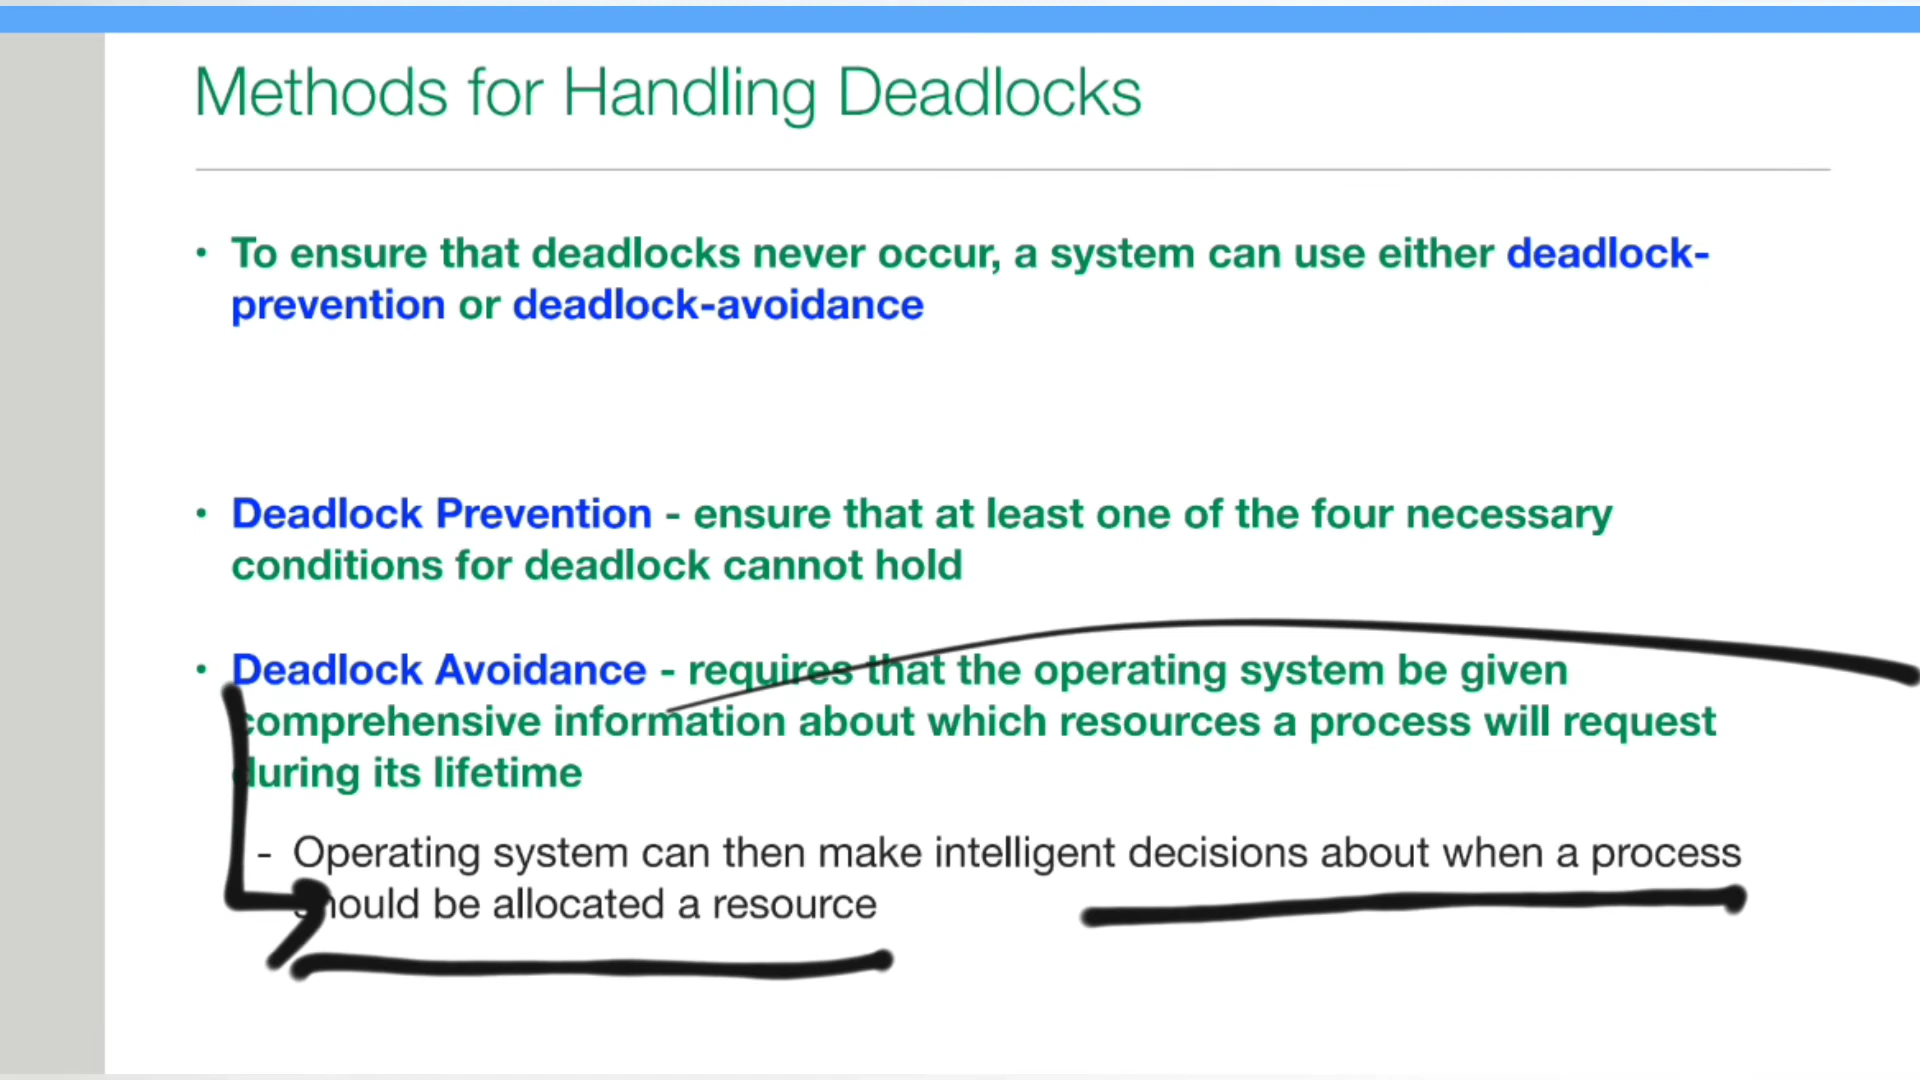 Methods for Handling Deadlocks
• To ensure that deadlocks never occur, a system can use either deadlock-
prevention or deadlock-avoidance
• Deadlock Prevention - ensure that at least one of the four necessary
conditions for deadlock cannot hold
• Deadlock Avoidance - requires that the operating system be given
comprehensive information about which resources a process will request
during its lifetime
- Operating system can then make intelligent decisions about when a process
should be allocated a resource